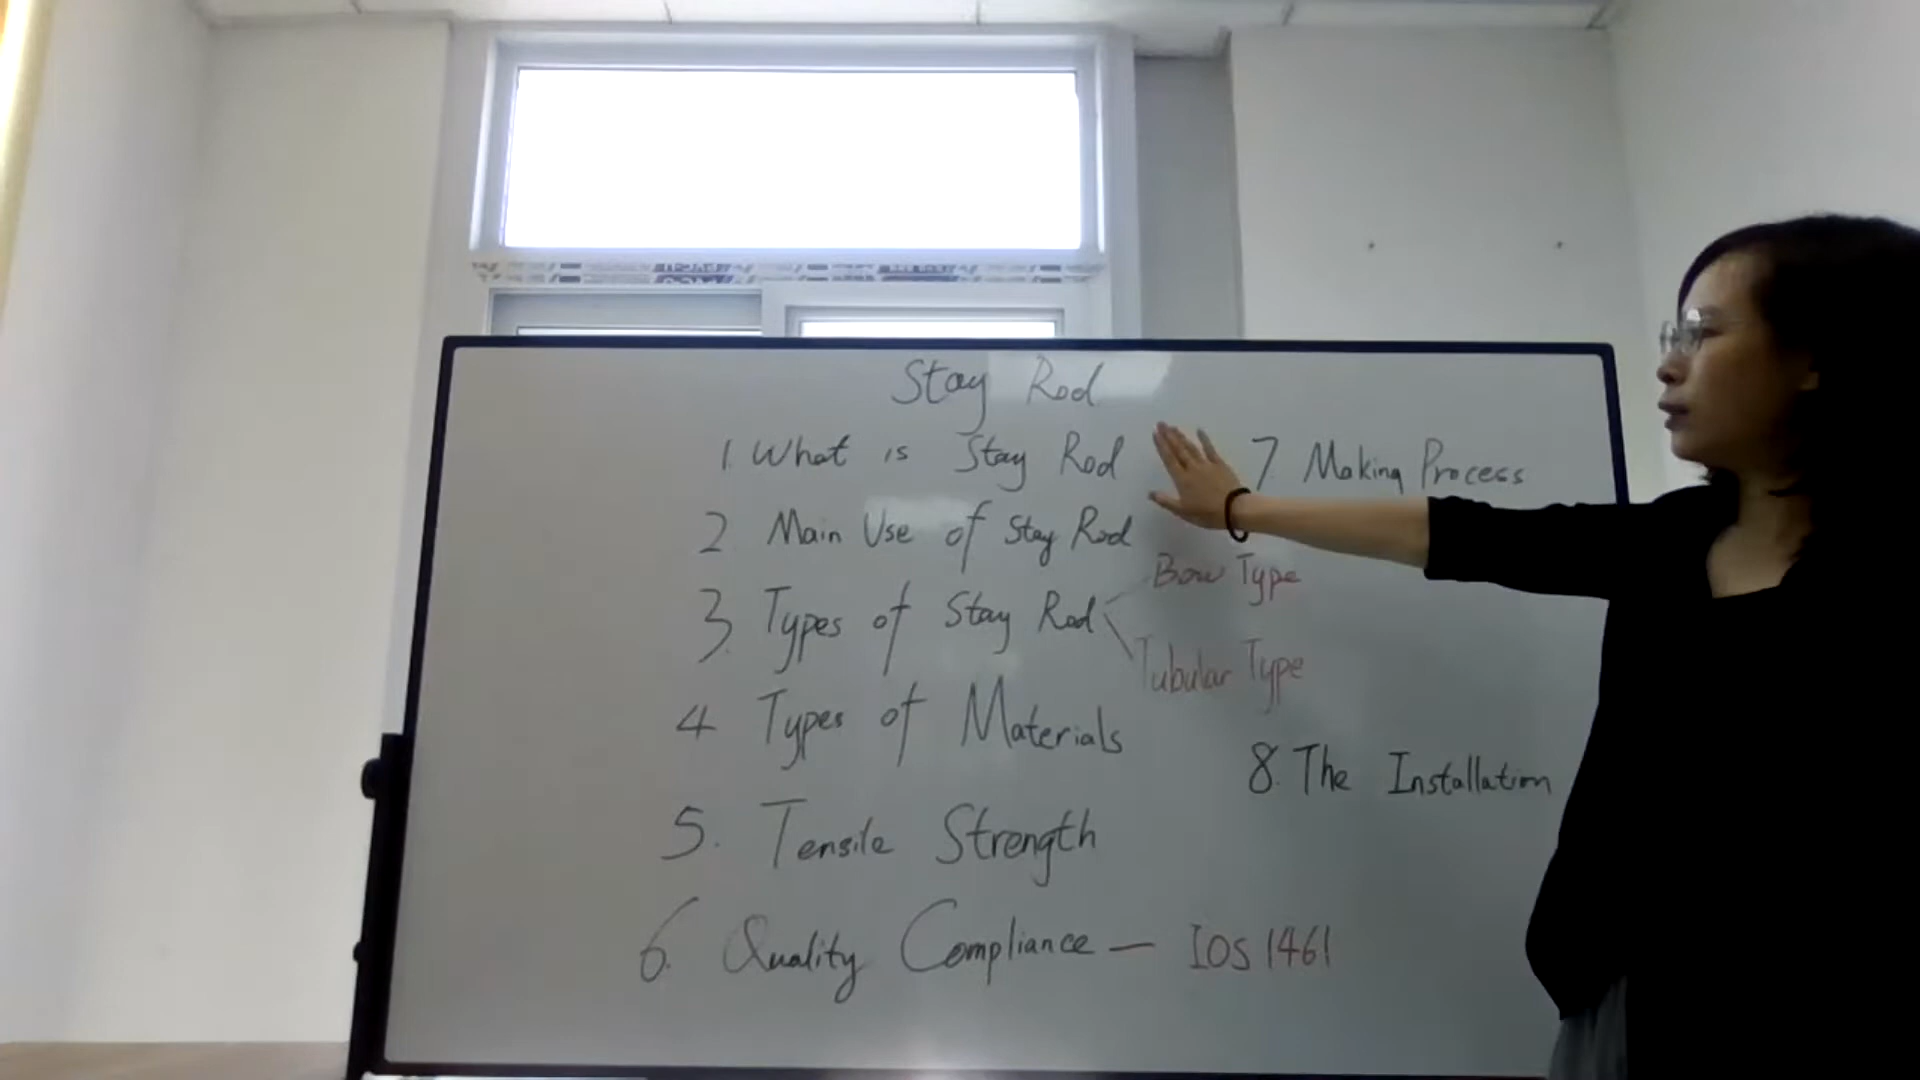 Stay Rod
1. What is Stay Rod
2 Main Use of Stay Rod
3. Types of Stay Rod
Bow Type
Tubular Type
4 Types of Materials
5. Tensile Strength
6. Quality Compliance — IOS 1461
7 Making Process
8. The Installation